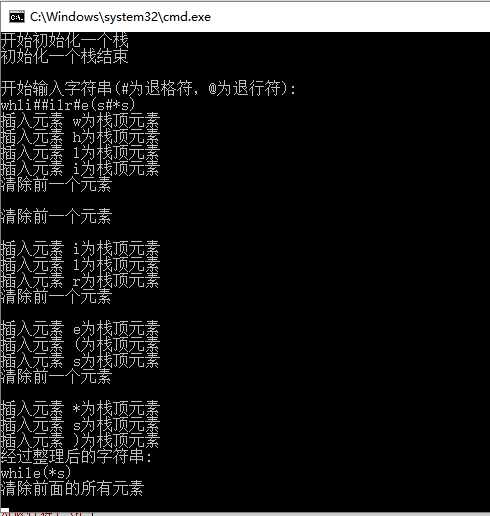 C:\Windows\system32\cmd.exe
开始初始化一个栈
初始化一个栈结束
开始输入字符串(#为退格符, @为退行符):
whli##ilr#e(s#*s)
插入元素 w为栈顶元素
插入元素 h为栈顶元素
插入元素 l为栈顶元素
插入元素 i为栈顶元素
清除前一个元素
清除前一个元素
插入元素 i为栈顶元素
插入元素 l为栈顶元素
插入元素 r为栈顶元素
清除前一个元素
插入元素 e为栈顶元素
插入元素 (为栈顶元素
插入元素 s为栈顶元素
清除前一个元素
插入元素 *为栈顶元素
插入元素 s为栈顶元素
插入元素 )为栈顶元素
经过整理后的字符串:
while(*s)
清除前面的所有元素